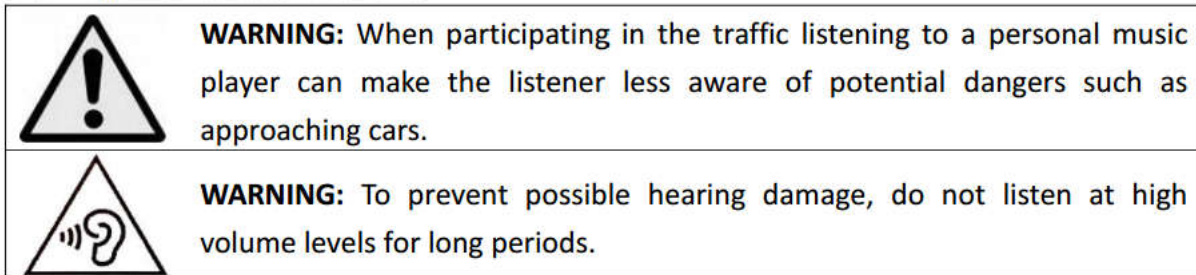 WARNING: When participating in the traffic listening to a personal music
player can make the listener less aware of potential dangers such as
approaching cars.
WARNING: To prevent possible hearing damage, do not listen at high
volume levels for long periods.